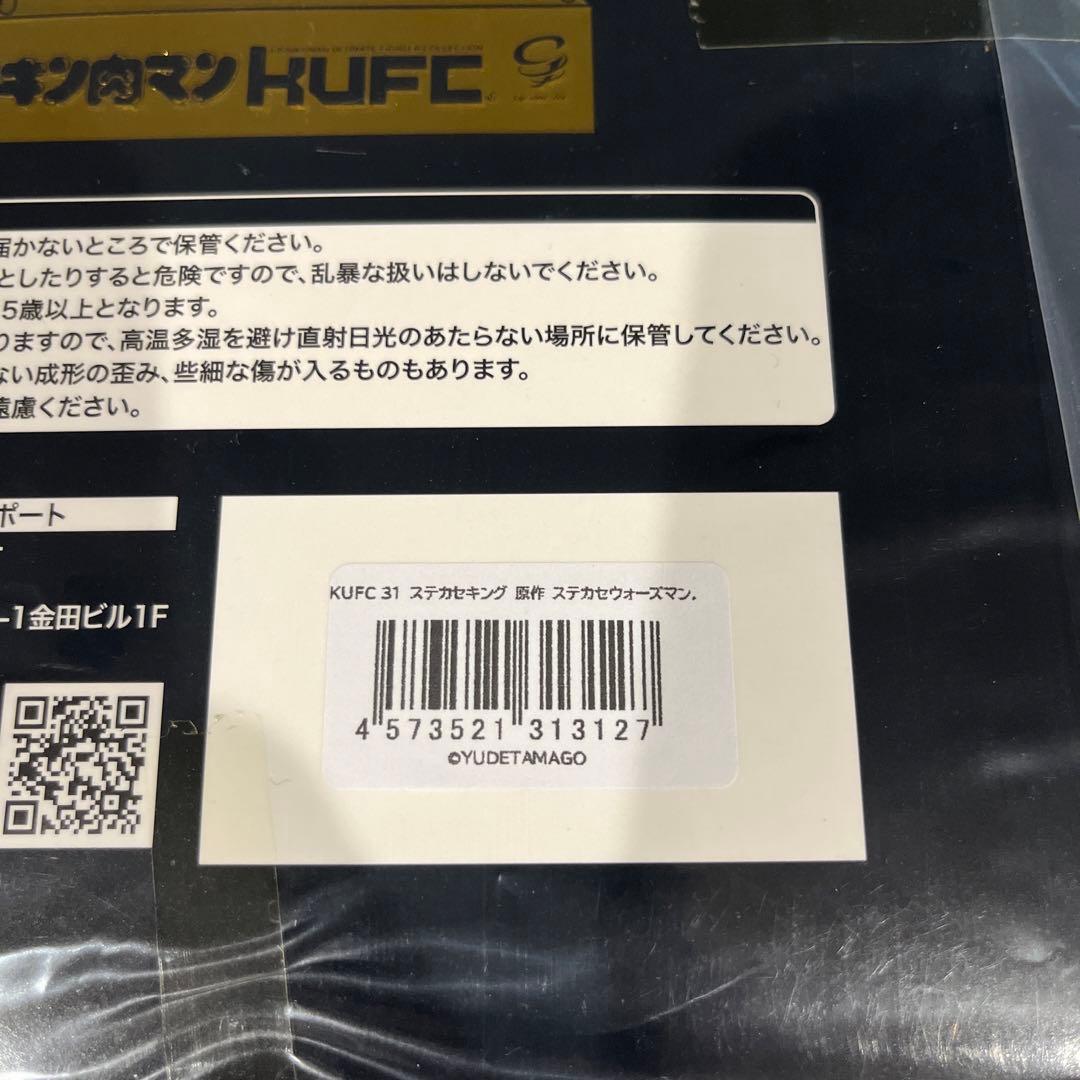 キン肉マン KUFC
届かないところで保管ください。
としたりすると危険ですので、乱暴な扱いはしないでください。
15歳以上となります。
りますので、高温多湿を避け直射日光のあたらない場所に保管してください。
ない成形の歪み、些細な傷が入るものもあります。
遠慮ください。
ポート
-1金田ビル1F
KUFC 31 ステカセキング 原作 ステカセウォーズマン.
4 573521 313127
©YUDETAMAGO